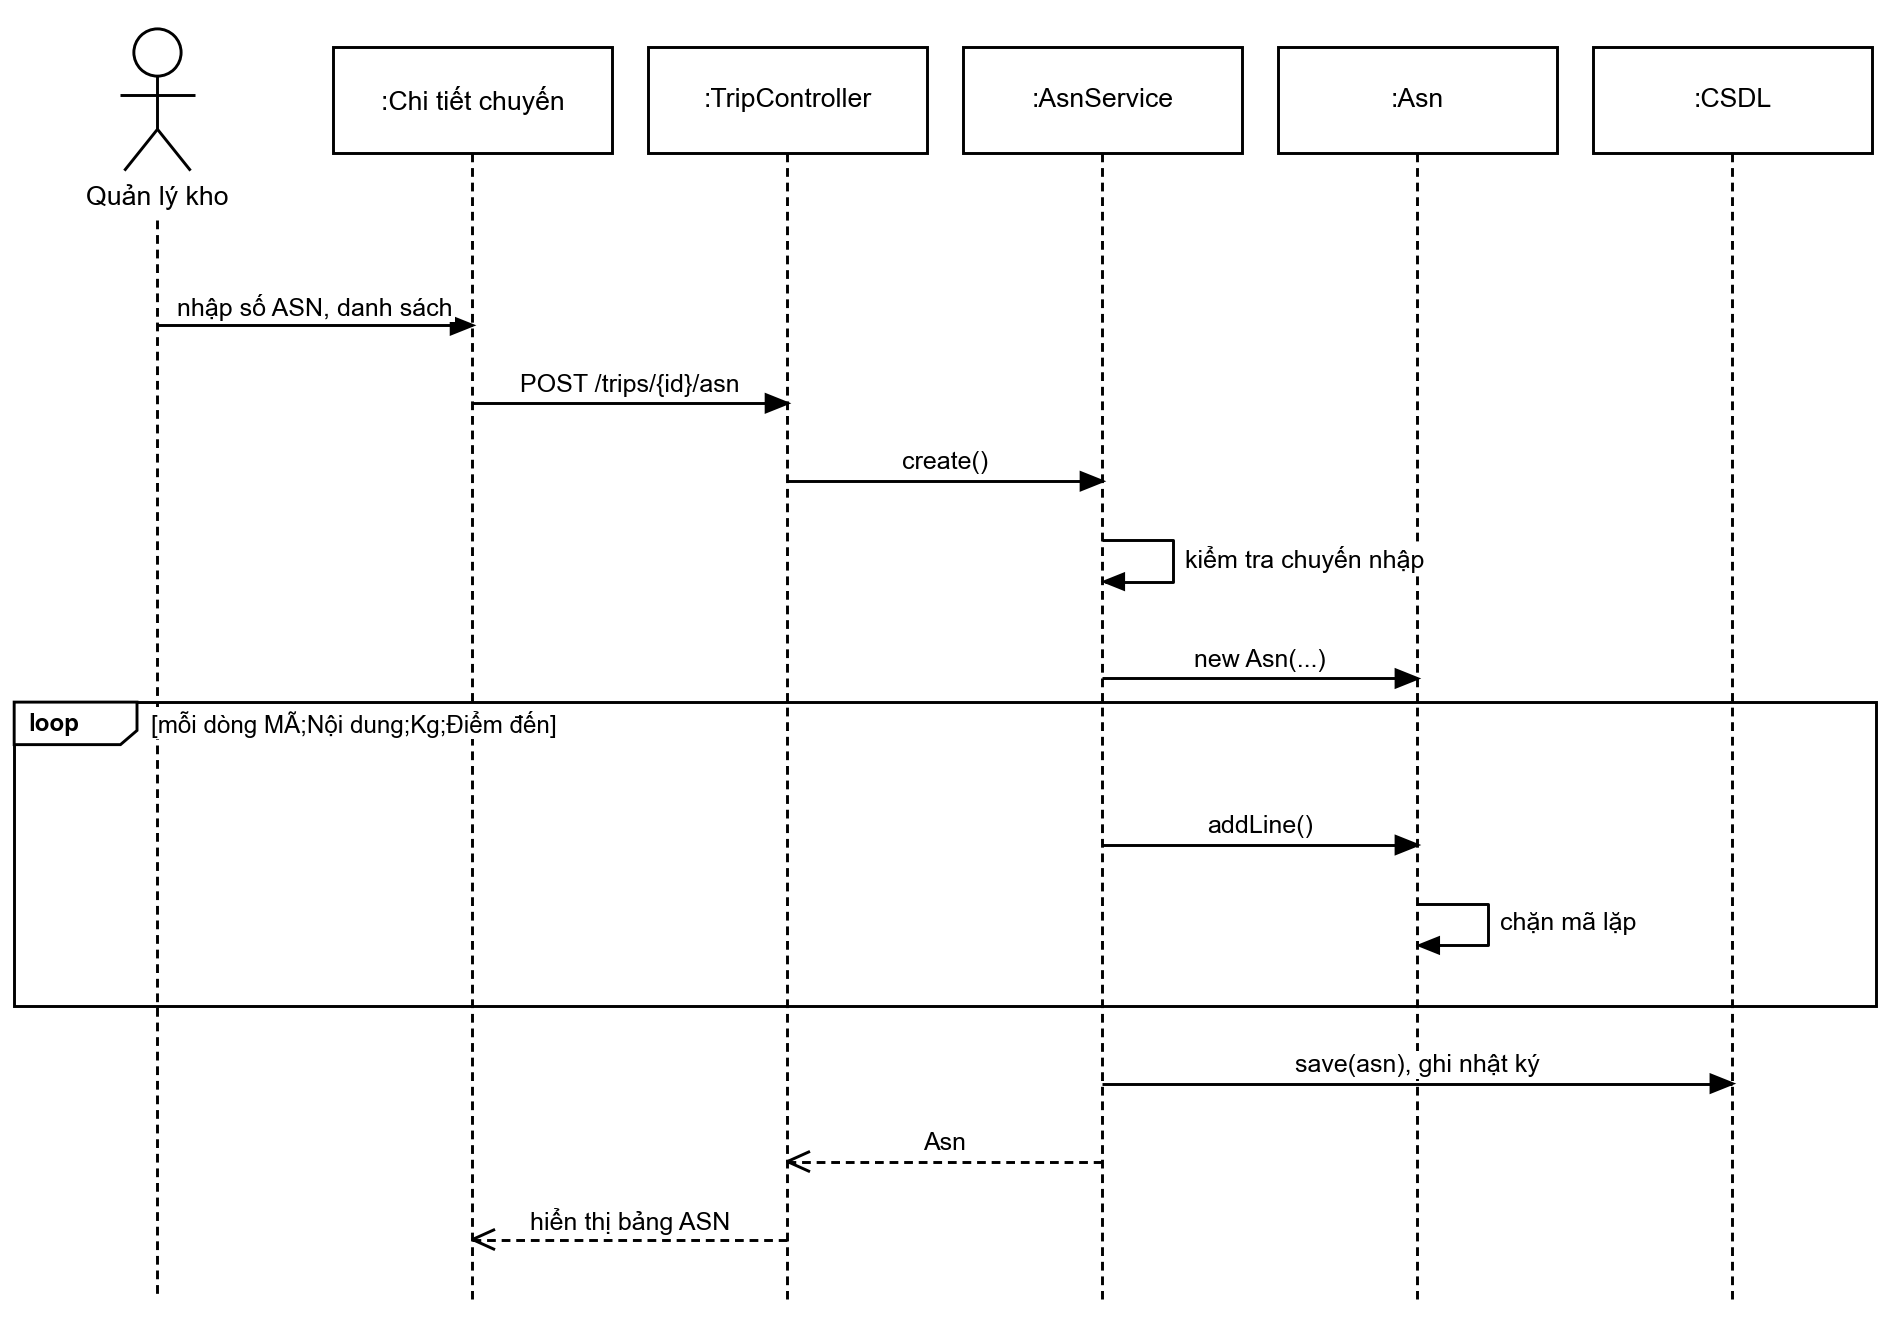 :Chi tiết chuyến
:TripController
:AsnService
:Asn
:CSDL
Quản lý kho
nhập số ASN, danh sách
POST /trips/{id}/asn
create()
kiểm tra chuyến nhập
new Asn(...)
loop
[mỗi dòng MÃ;Nội dung;Kg;Điểm đến]
addLine()
chặn mã lặp
save(asn), ghi nhật ký
Asn
hiển thị bảng ASN